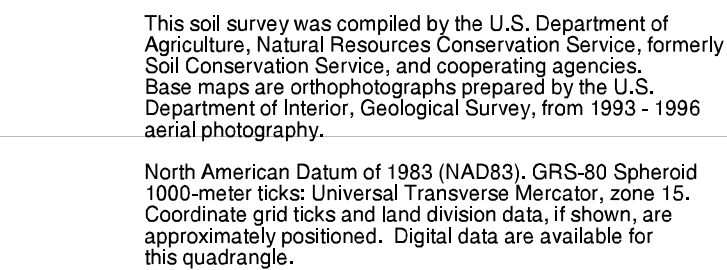 This soil survey was compiled by the U.S. Department of
Agriculture, Natural Resources Conservation Service, formerly
Soil Conservation Service, and cooperating agencies.
Base maps are orthophotographs prepared by the U.S.
Department of Interior, Geological Survey, from 1993 - 1996
aerial photography.
North American Datum of 1983 (NAD83). GRS-80 Spheroid
1000-meter ticks: Universal Transverse Mercator, zone 15.
Coordinate grid ticks and land division data, if shown, are
approximately positioned.  Digital data are available for
this quadrangle.